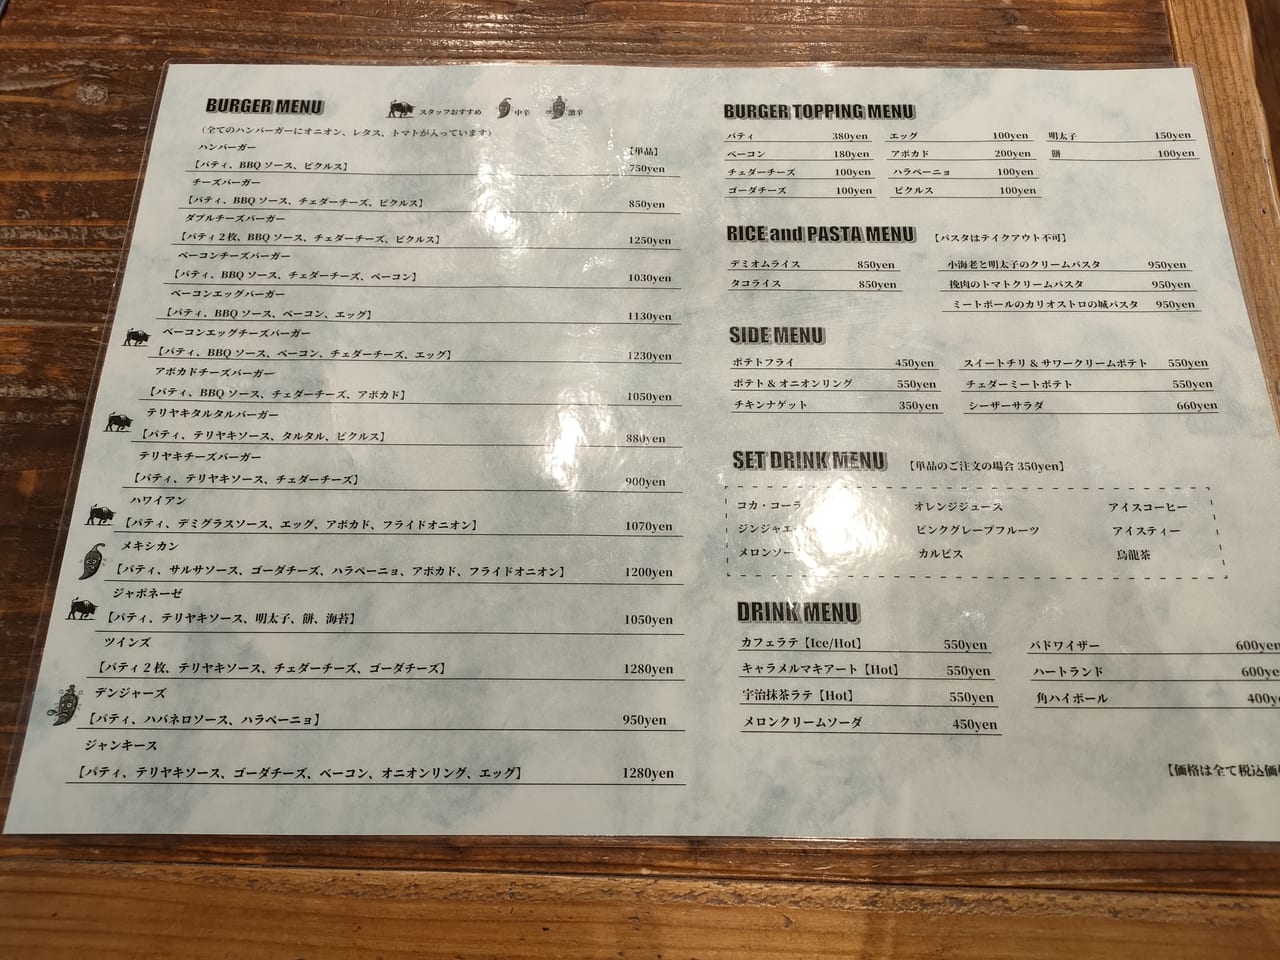 BURGER MENU
スタッフおすすめ 中辛 激辛
(全てのハンバーガーにオニオン、レタス、トマトが入っています)
ハンバーガー 【単品】
【パティ、BBQ ソース、ピクルス】 750yen
チーズバーガー
【パティ、BBQ ソース、チェダーチーズ、ピクルス】 850yen
ダブルチーズバーガー
【パティ2枚、BBQ ソース、チェダーチーズ、ピクルス】 1250yen
ベーコンチーズバーガー
【パティ、BBQ ソース、チェダーチーズ、ベーコン】 1030yen
ベーコンエッグバーガー
【パティ、BBQ ソース、ベーコン、エッグ】 1130yen
ベーコンエッグチーズバーガー
【パティ、BBQ ソース、ベーコン、チェダーチーズ、エッグ】 1230yen
アボカドチーズバーガー
【パティ、BBQ ソース、チェダーチーズ、アボカド】 1050yen
テリヤキタルタルバーガー
【パティ、テリヤキソース、タルタル、ピクルス】 880yen
テリヤキチーズバーガー
【パティ、テリヤキソース、チェダーチーズ】 900yen
ハワイアン
【パティ、デミグラスソース、エッグ、アボカド、フライドオニオン】 1070yen
メキシカン
【パティ、サルサソース、ゴーダチーズ、ハラペーニョ、アボカド、フライドオニオン】 1200yen
ジャポネーゼ
【パティ、テリヤキソース、明太子、餅、海苔】 1050yen
ツインズ
【パティ2枚、テリヤキソース、チェダーチーズ、ゴーダチーズ】 1280yen
デンジャーズ
【パティ、ハバネロソース、ハラペーニョ】 950yen
ジャンキース
【パティ、テリヤキソース、ゴーダチーズ、ベーコン、オニオンリング、エッグ】 1280yen
BURGER TOPPING MENU
パティ 380yen エッグ 100yen 明太子 150yen
ベーコン 180yen アボカド 200yen 餅 100yen
チェダーチーズ 100yen ハラペーニョ 100yen
ゴーダチーズ 100yen ピクルス 100yen
RICE and PASTA MENU 【パスタはテイクアウト不可】
デミオムライス 850yen 小海老と明太子のクリームパスタ 950yen
タコライス 850yen 挽肉のトマトクリームパスタ 950yen
ミートボールのカリオストロの城パスタ 950yen
SIDE MENU
ポテトフライ 450yen スイートチリ & サワークリームポテト 550yen
ポテト & オニオンリング 550yen チェダーミートポテト 550yen
チキンナゲット 350yen シーザーサラダ 660yen
SET DRINK MENU 【単品のご注文の場合 350yen】
コカ・コーラ オレンジジュース アイスコーヒー
ジンジャエ ピンクグレープフルーツ アイスティー
メロンソー カルピス 烏龍茶
DRINK MENU
カフェラテ【Ice/Hot】 550yen バドワイザー 600yen
キャラメルマキアート【Hot】 550yen ハートランド 600ye
宇治抹茶ラテ【Hot】 550yen 角ハイボール 400y
メロンクリームソーダ 450yen
【価格は全て税込価